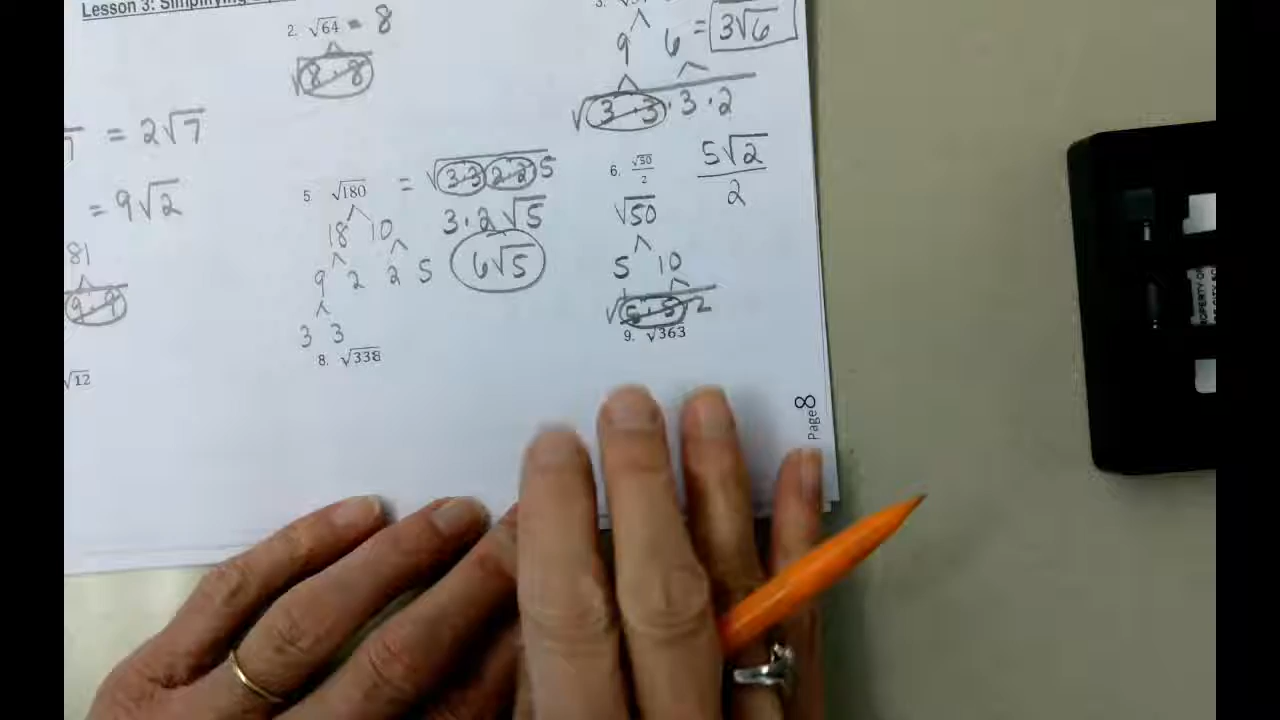 Lesson 3: Simplifying
2. √64 = 8
√8·8
9 6 = 3√6
√3·3·3·2
= 2√7
= 9√2
81
9·9
√12
5. √180 = √3·3 2·2 5
18 10 3·2√5
9 2 2 5 6√5
3 3
6. √50/2 5√2/2
√50
5 10
√5·5 2
8. √338
9. √363
Page 8
PROPERTY OF